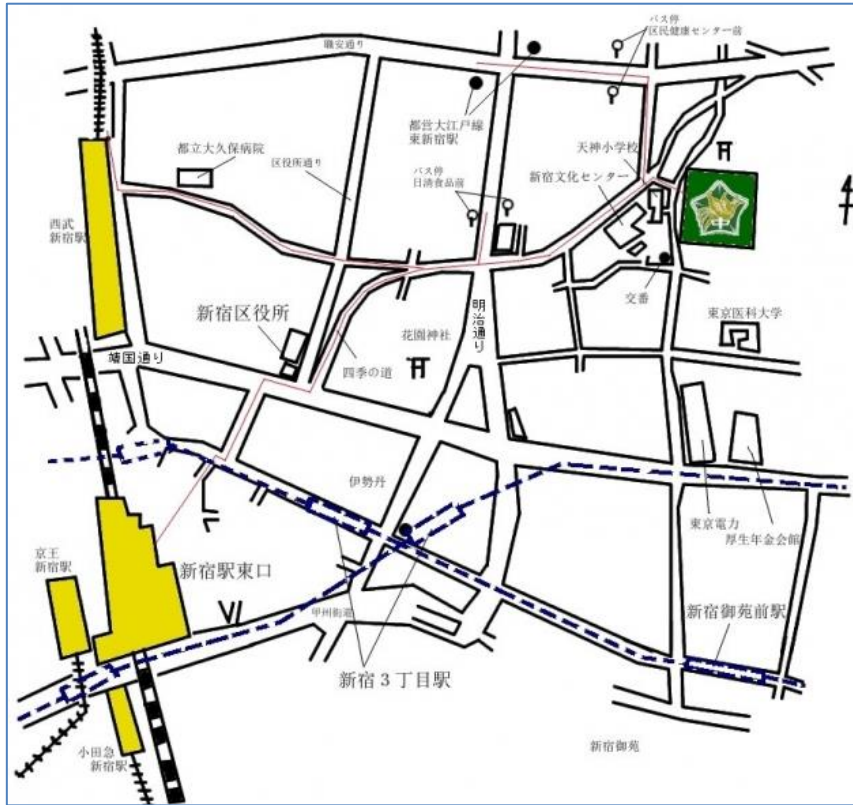 バス停
区民健康センター前
職安通り
都営大江戸線
東新宿駅
天神小学校
都立大久保病院
区役所通り
バス停
日清食品前
新宿文化センター
中
西武
新宿駅
交番
新宿区役所
明治通り
花園神社
東京医科大学
靖国通り
四季の道
伊勢丹
東京電力
厚生年金会館
京王
新宿駅
新宿駅東口
甲州街道
新宿御苑前駅
新宿3丁目駅
小田急
新宿駅
新宿御苑